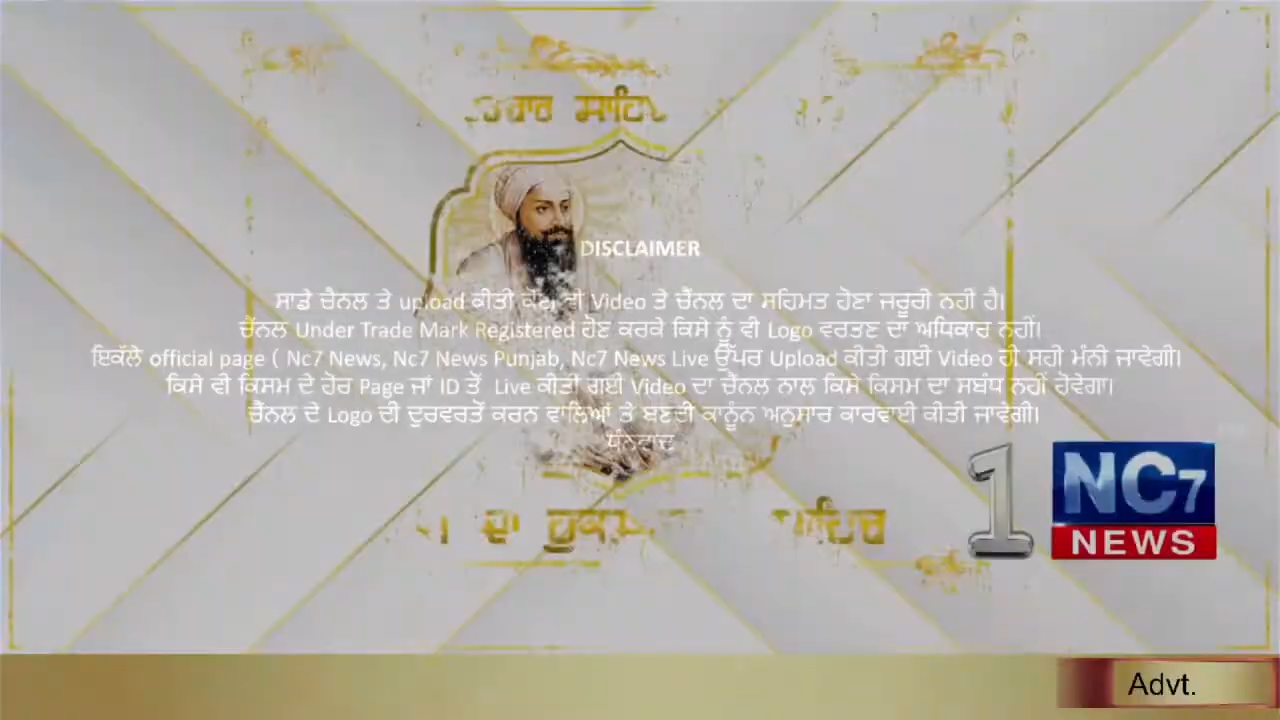 DISCLAIMER
ਸਾਡੇ ਚੈਨਲ ਤੇ upload ਕੀਤੀ ਕੋਈ ਵੀ Video ਤੇ ਚੈਂਨਲ ਦਾ ਸਹਿਮਤ ਹੋਣਾ ਜਰੂਰੀ ਨਹੀ ਹੈ।
ਚੈਂਨਲ Under Trade Mark Registered ਹੋਣ ਕਰਕੇ ਕਿਸੇ ਨੂੰ ਵੀ Logo ਵਰਤਣ ਦਾ ਅਧਿਕਾਰ ਨਹੀਂ।
ਇਕੱਲੇ official page ( Nc7 News, Nc7 News Punjab, Nc7 News Live ਉੱਪਰ Upload ਕੀਤੀ ਗਈ Video ਹੀ ਸਹੀ ਮੰਨੀ ਜਾਵੇਗੀ।
ਕਿਸੇ ਵੀ ਕਿਸਮ ਦੇ ਹੋਰ Page ਜਾਂ ID ਤੋਂ Live ਕੀਤੀ ਗਈ Video ਦਾ ਚੈਂਨਲ ਨਾਲ ਕਿਸੇ ਕਿਸਮ ਦਾ ਸਬੰਧ ਨਹੀਂ ਹੋਵੇਗਾ।
ਚੈਂਨਲ ਦੇ Logo ਦੀ ਦੁਰਵਰਤੋਂ ਕਰਨ ਵਾਲਿਆਂ ਤੇ ਬਣਦੀ ਕਾਨੂੰਨ ਅਨੁਸਾਰ ਕਾਰਵਾਈ ਕੀਤੀ ਜਾਵੇਗੀ।
ਧੰਨਵਾਦ
ਦਾ
1
NC7
NEWS
Advt.